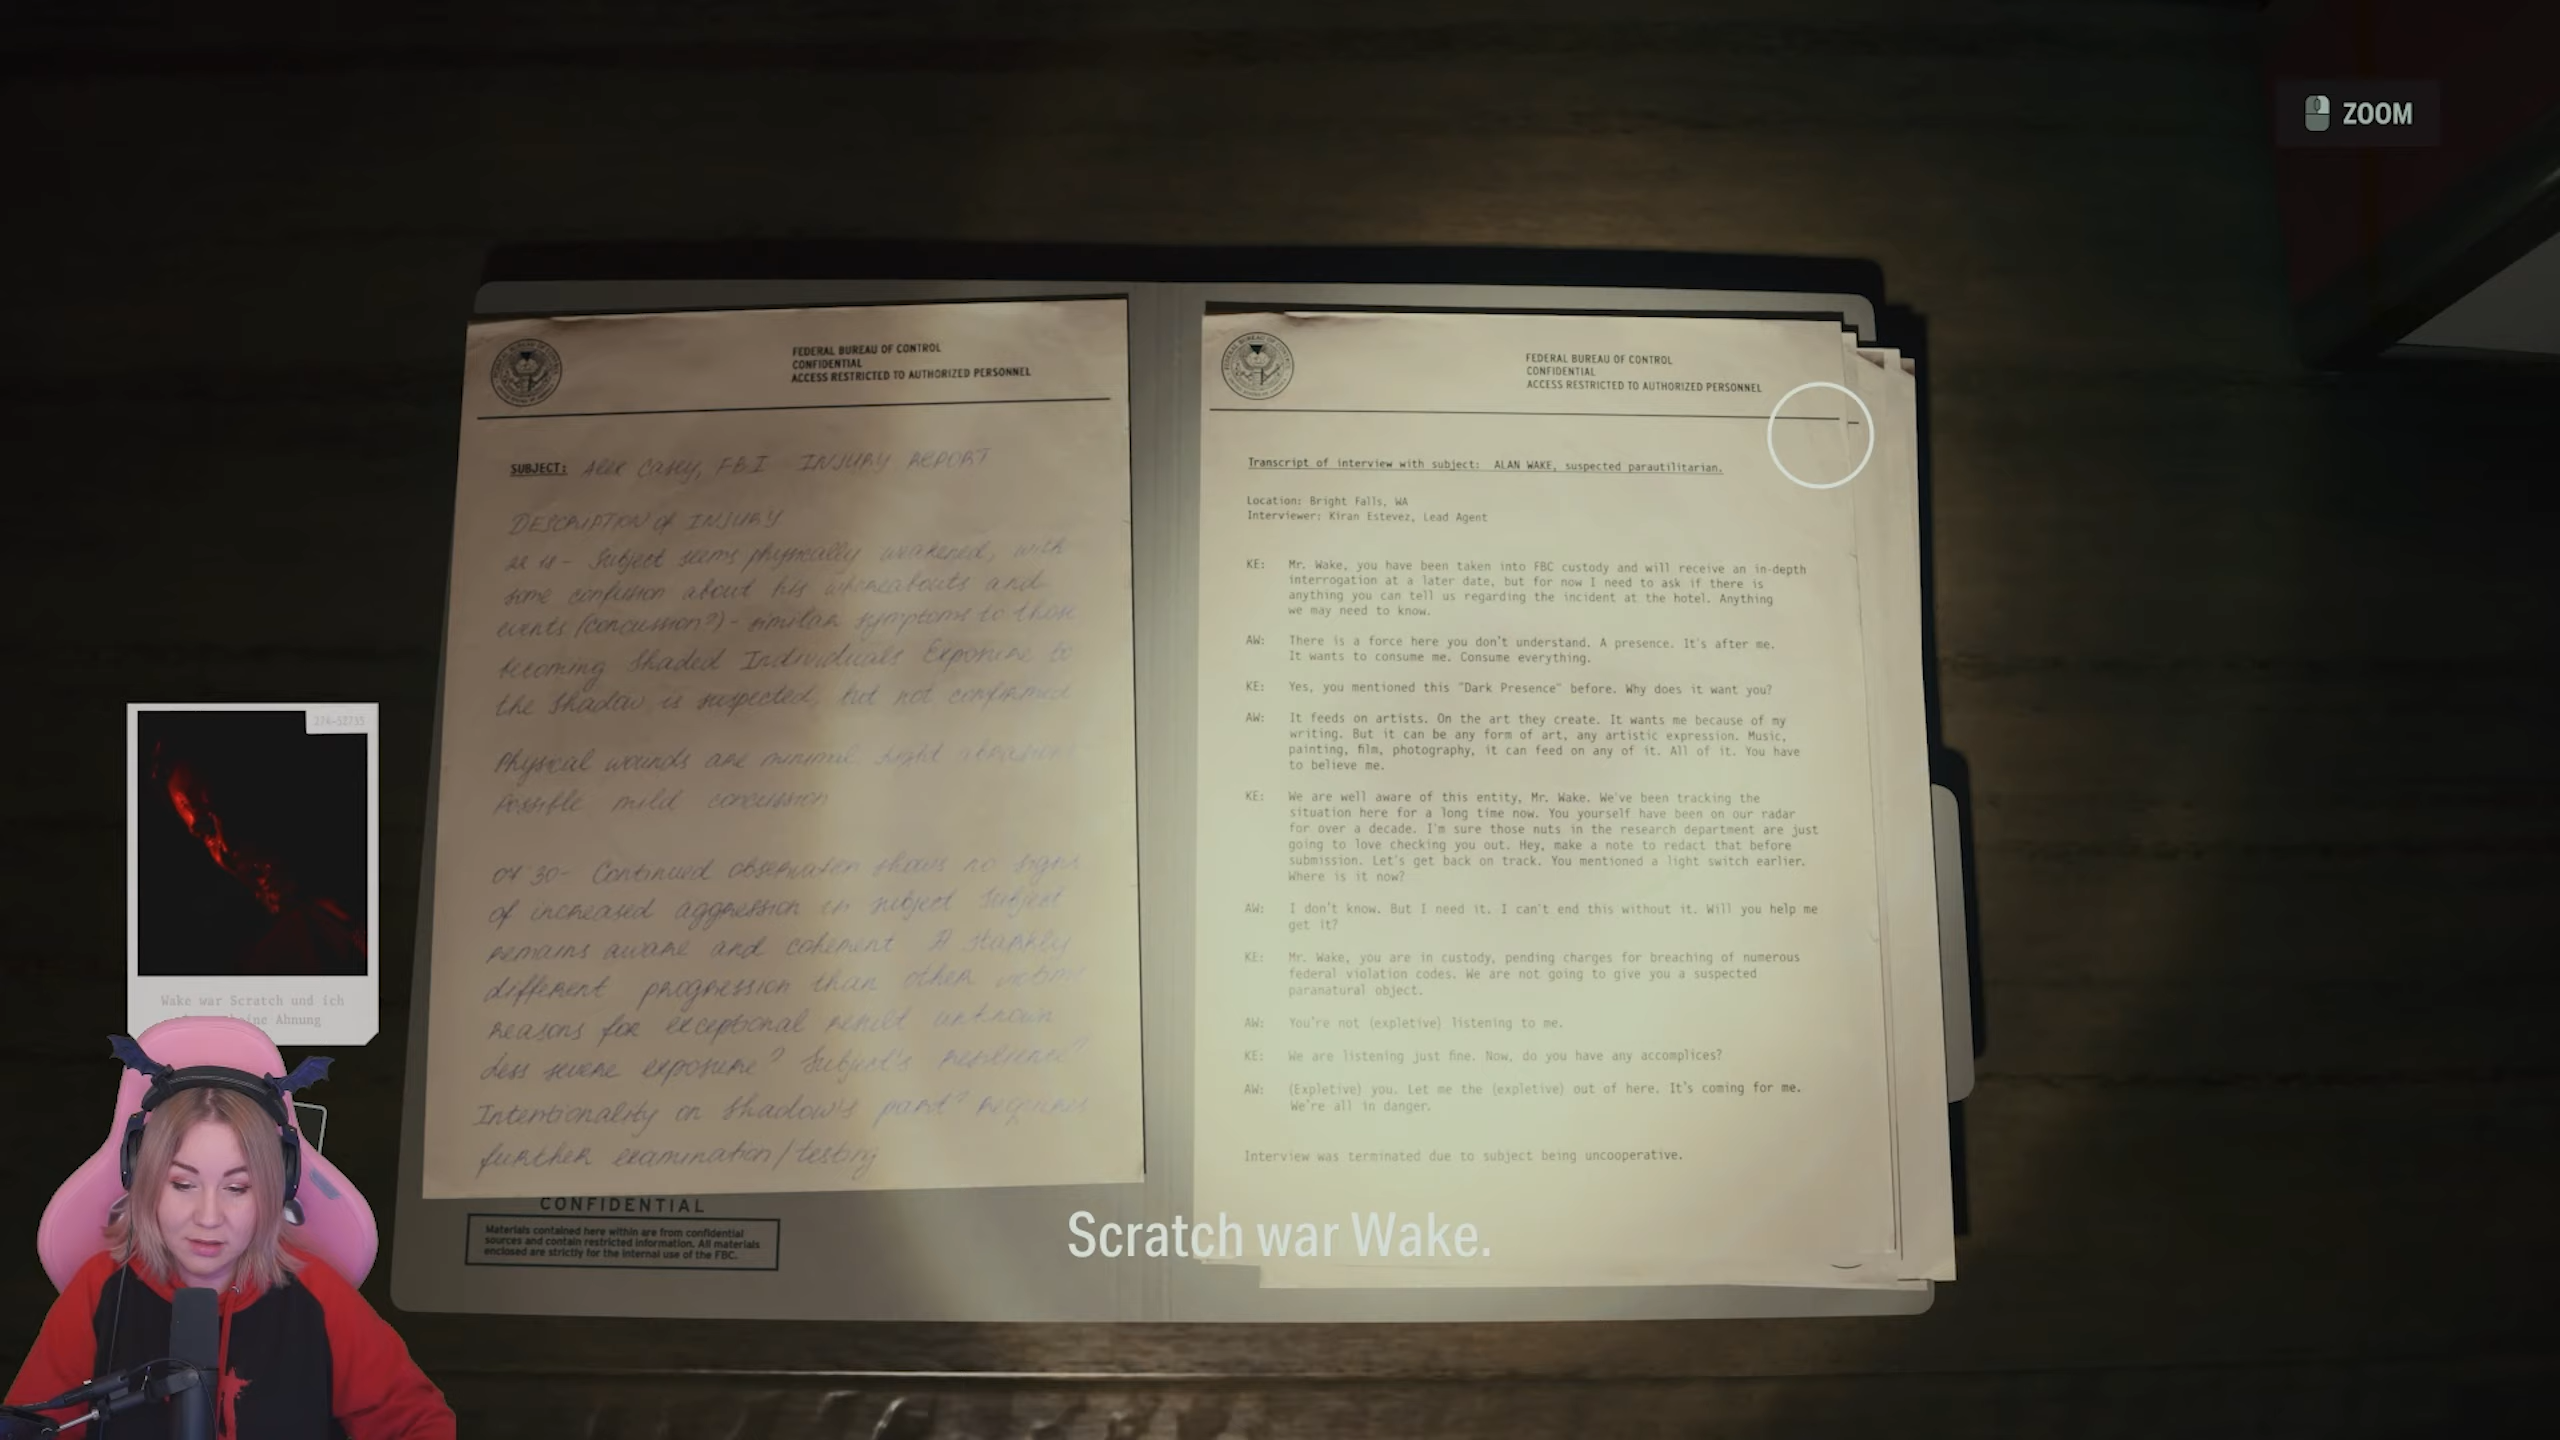 ZOOM
FEDERAL BUREAU OF CONTROL
CONFIDENTIAL
ACCESS RESTRICTED TO AUTHORIZED PERSONNEL
SUBJECT: Alex Casey, FBI INJURY REPORT
DESCRIPTION of INJURY
22 18 - Subject seems physically weakened, with
some confusion about his whereabouts and
events (concussion?) - similar symptoms to those
becoming Shaded Individuals Exposure to
the Shadow is suspected, but not confirmed
Physical wounds are minimal slight abrasions
Possible mild concussion
07 30 - Continued observation shows no signs
of increased aggression in subject Subject
remains aware and coherent A starkly
different progression than other victims
Reasons for exceptional result unknown
Less severe exposure? Subject's resilience?
Intentionality on Shadow's part? Requires
further examination/testing
CONFIDENTIAL
Materials contained here within are from confidential
sources and contain restricted information. All materials
enclosed are strictly for the internal use of the FBC.
FEDERAL BUREAU OF CONTROL
CONFIDENTIAL
ACCESS RESTRICTED TO AUTHORIZED PERSONNEL
Transcript of interview with subject: ALAN WAKE, suspected parautilitarian.
Location: Bright Falls, WA
Interviewer: Kiran Estevez, Lead Agent
KE: Mr. Wake, you have been taken into FBC custody and will receive an in-depth
interrogation at a later date, but for now I need to ask if there is
anything you can tell us regarding the incident at the hotel. Anything
we may need to know.
AW: There is a force here you don't understand. A presence. It's after me.
It wants to consume me. Consume everything.
KE: Yes, you mentioned this "Dark Presence" before. Why does it want you?
AW: It feeds on artists. On the art they create. It wants me because of my
writing. But it can be any form of art, any artistic expression. Music,
painting, film, photography, it can feed on any of it. All of it. You have
to believe me.
KE: We are well aware of this entity, Mr. Wake. We've been tracking the
situation here for a long time now. You yourself have been on our radar
for over a decade. I'm sure those nuts in the research department are just
going to love checking you out. Hey, make a note to redact that before
submission. Let's get back on track. You mentioned a light switch earlier.
Where is it now?
AW: I don't know. But I need it. I can't end this without it. Will you help me
get it?
KE: Mr. Wake, you are in custody, pending charges for breaching of numerous
federal violation codes. We are not going to give you a suspected
paranatural object.
AW: You're not (expletive) listening to me.
KE: We are listening just fine. Now, do you have any accomplices?
AW: (Expletive) you. Let me the (expletive) out of here. It's coming for me.
We're all in danger.
Interview was terminated due to subject being uncooperative.
274-52735
Wake war Scratch und ich
Ahnung
Scratch war Wake.